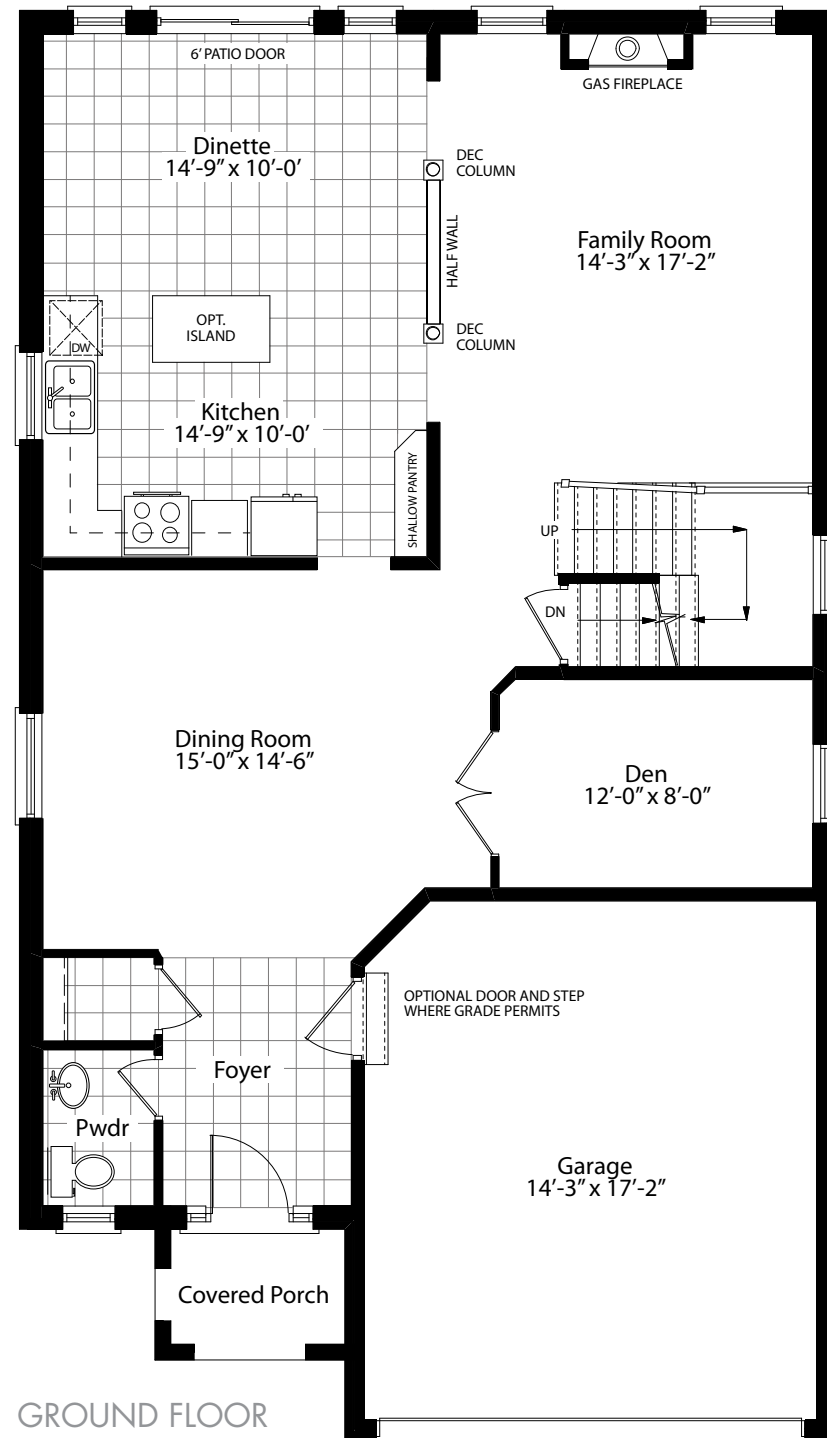 6' PATIO DOOR
GAS FIREPLACE
Dinette
14'-9" x 10'-0'
DEC
COLUMN
HALF WALL
Family Room
14'-3" x 17'-2"
OPT.
ISLAND
DW
DEC
COLUMN
Kitchen
14'-9" x 10'-0'
SHALLOW PANTRY
UP
DN
Dining Room
15'-0" x 14'-6"
Den
12'-0" x 8'-0"
OPTIONAL DOOR AND STEP
WHERE GRADE PERMITS
Foyer
Pwdr
Garage
14'-3" x 17'-2"
Covered Porch
GROUND FLOOR